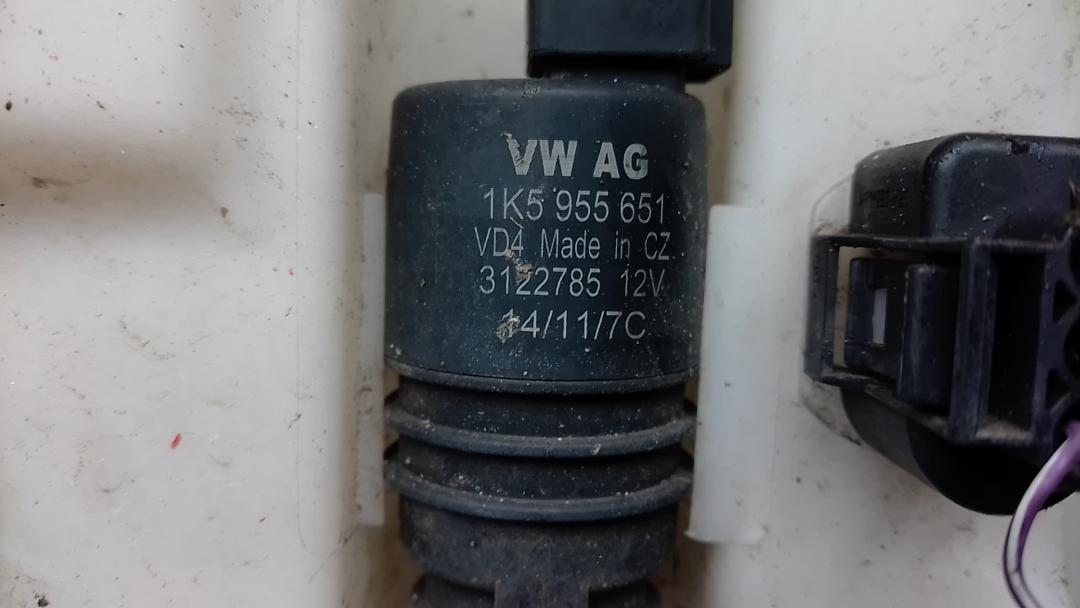 VW AG
1K5 955 651
VD4 Made in CZ
3122785 12V
14/11/7C